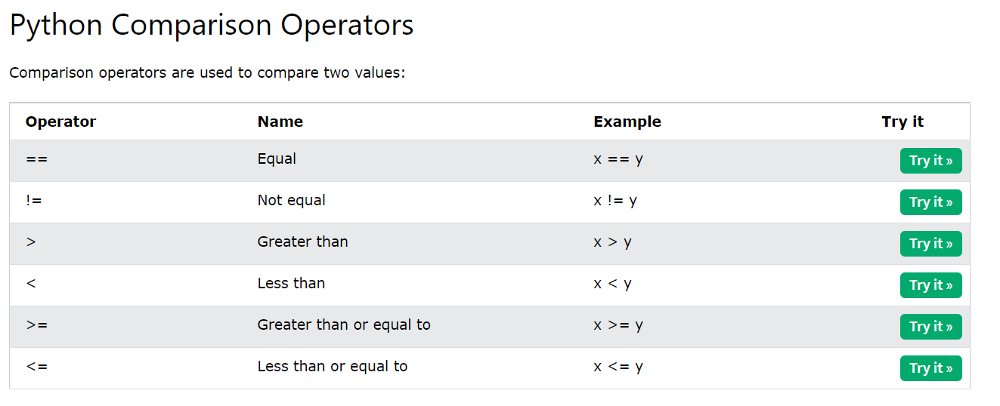 Python Comparison Operators
Comparison operators are used to compare two values:
Operator Name Example Try it
== Equal x == y Try it »
!= Not equal x != y Try it »
> Greater than x > y Try it »
< Less than x < y Try it »
>= Greater than or equal to x >= y Try it »
<= Less than or equal to x <= y Try it »